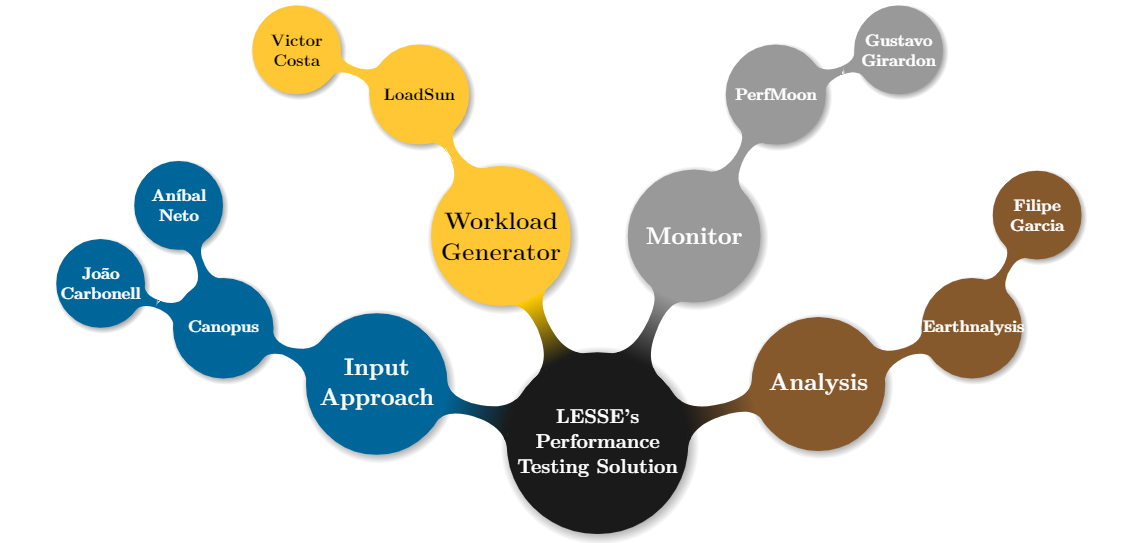 Victor
Costa
LoadSun
Workload
Generator
Gustavo
Girardon
PerfMoon
Monitor
Aníbal
Neto
João
Carbonell
Canopus
Input
Approach
Filipe
Garcia
Earthnalysis
Analysis
LESSE's
Performance
Testing Solution